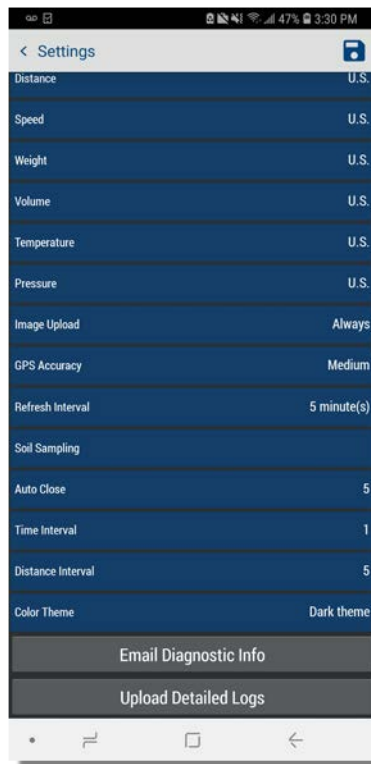 47% 3:30 PM
< Settings
Distance U.S.
Speed U.S.
Weight U.S.
Volume U.S.
Temperature U.S.
Pressure U.S.
Image Upload Always
GPS Accuracy Medium
Refresh Interval 5 minute(s)
Soil Sampling
Auto Close 5
Time Interval 1
Distance Interval 5
Color Theme Dark theme
Email Diagnostic Info
Upload Detailed Logs